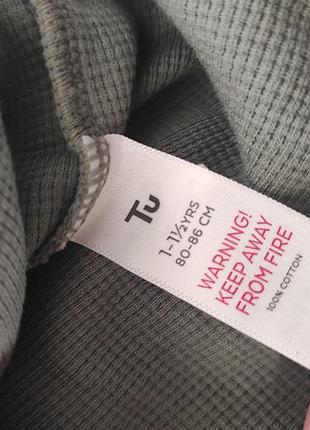 Tu
1-1½YRS
80-86 CM
WARNING!
KEEP AWAY
FROM FIRE
100% COTTON